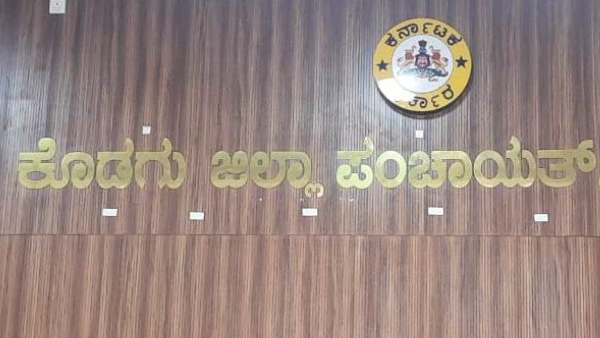 ಕರ್ನಾಟಕ
ಕೊಡಗು ಜಿಲ್ಲಾ ಪಂಚಾಯತ್